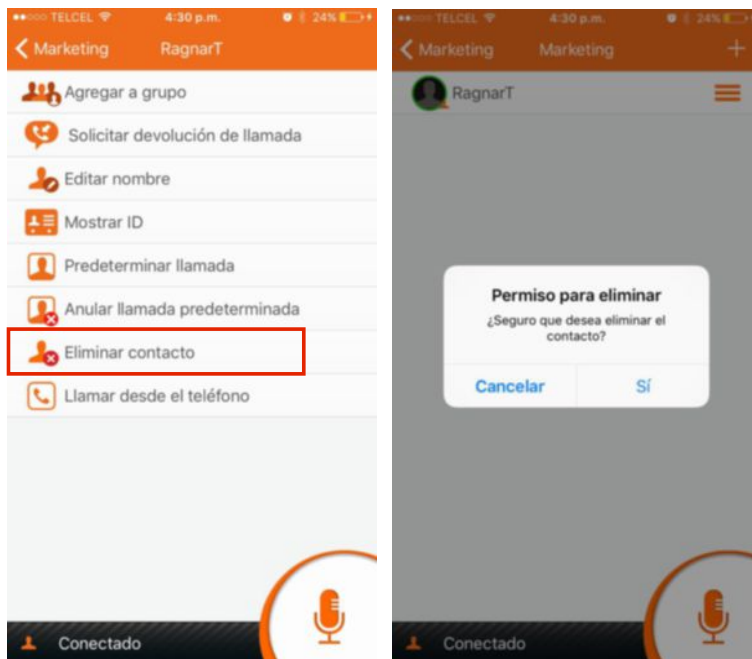 TELCEL 4:30 p.m. 24%
Marketing RagnarT
Agregar a grupo
Solicitar devolución de llamada
Editar nombre
Mostrar ID
Predeterminar llamada
Anular llamada predeterminada
Eliminar contacto
Llamar desde el teléfono
Conectado
TELCEL 4:30 p.m. 24%
Marketing Marketing
RagnarT
Permiso para eliminar
¿Seguro que desea eliminar el
contacto?
Cancelar Sí
Conectado